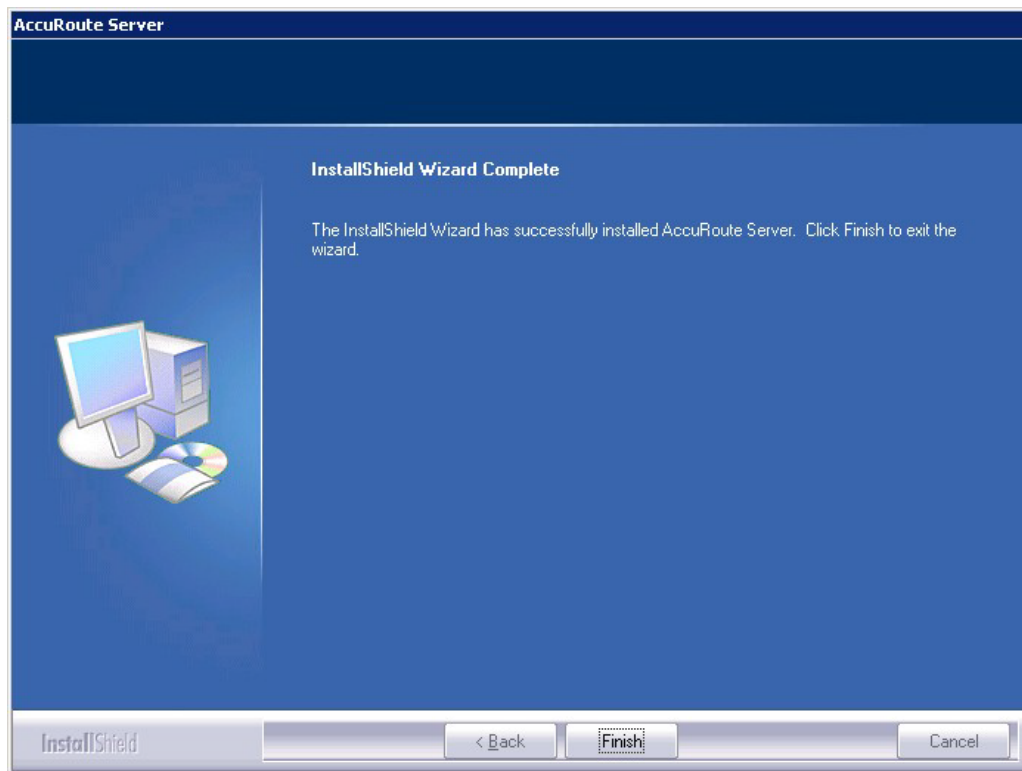 AccuRoute Server
InstallShield Wizard Complete
The InstallShield Wizard has successfully installed AccuRoute Server. Click Finish to exit the
wizard.
InstallShield
< Back
Finish
Cancel